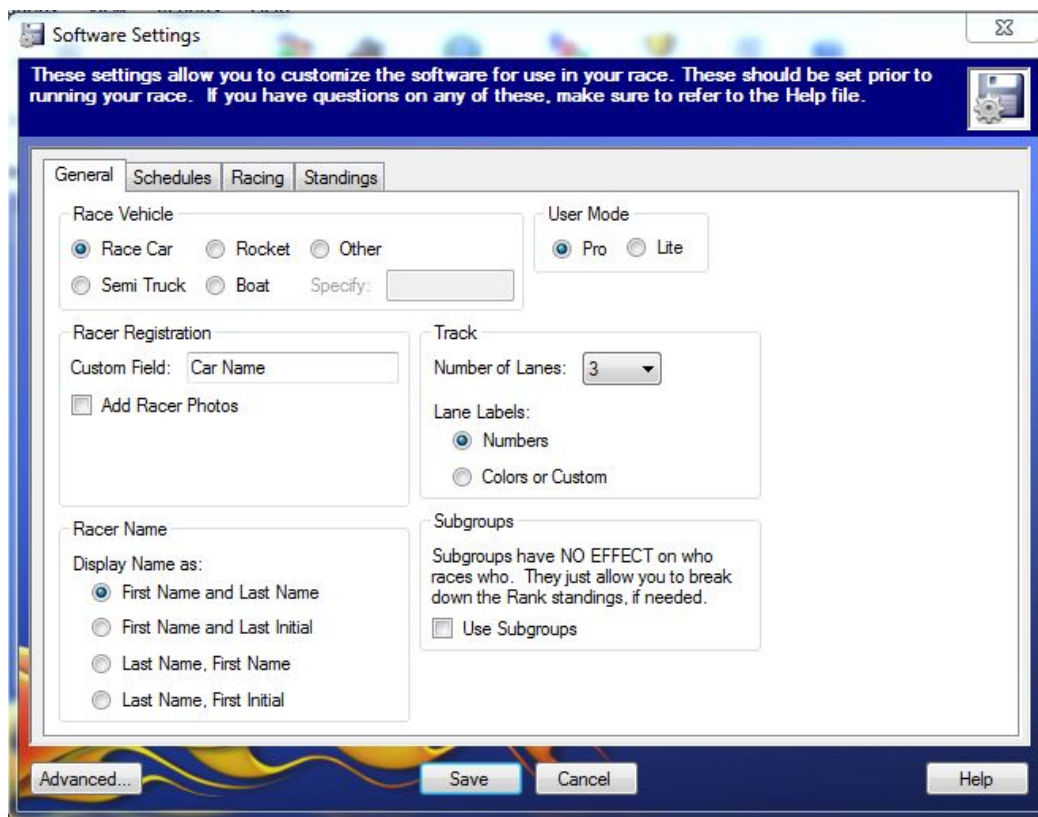 Software Settings
These settings allow you to customize the software for use in your race. These should be set prior to
running your race. If you have questions on any of these, make sure to refer to the Help file.
General Schedules Racing Standings
Race Vehicle
Race Car Rocket Other
Semi Truck Boat Specify:
User Mode
Pro Lite
Racer Registration
Custom Field: Car Name
Add Racer Photos
Track
Number of Lanes: 3
Lane Labels:
Numbers
Colors or Custom
Racer Name
Display Name as:
First Name and Last Name
First Name and Last Initial
Last Name, First Name
Last Name, First Initial
Subgroups
Subgroups have NO EFFECT on who
races who. They just allow you to break
down the Rank standings, if needed.
Use Subgroups
Advanced... Save Cancel Help